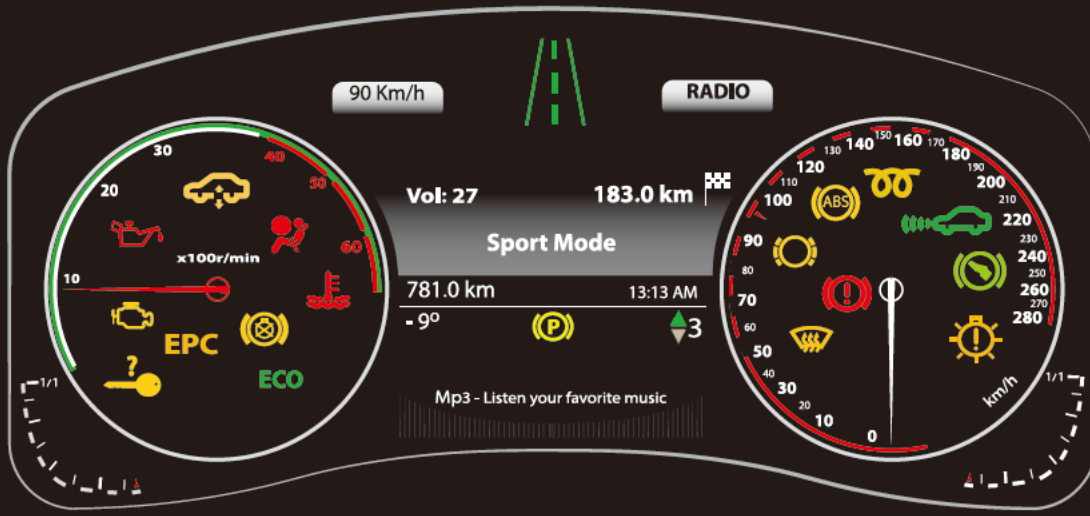 90 Km/h
RADIO
Vol: 27
183.0 km
Sport Mode
781.0 km
13:13 AM
- 9º
P
3
Mp3 - Listen your favorite music
10
20
30
40
50
60
x100r/min
EPC
?
ECO
1/1
0
10
20
30
40
50
60
70
80
90
100
110
120
130
140
150
160
170
180
190
200
210
220
230
240
250
260
270
280
ABS
!
!
km/h
1/1